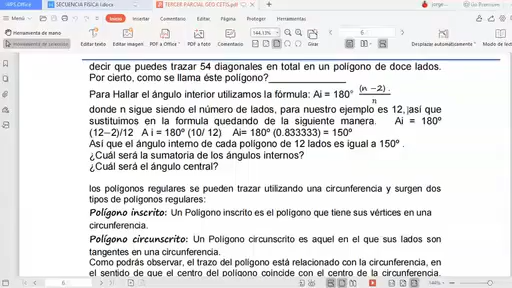 WPS Office
SECUENCIA FISICA I.docx
TERCER PARCIAL GEO CETIS.pdf
Jorge
Go Premium
Menú
Inicio
Insertar
Comentario
Editar
Página
Proteger
Herramientas
Herramienta de mano
Herramienta de selección
Editar texto
Editar imagen
PDF a Office
PDF a foto
Comentario
144,13%
6
Desplazar automáticamente
Modo de lect
decir que puedes trazar 54 diagonales en total en un polígono de doce lados.
Por cierto, como se llama éste polígono?
Para Hallar el ángulo interior utilizamos la fórmula: Ai = 180° (n −2) .
n
donde n sigue siendo el número de lados, para nuestro ejemplo es 12, así que
sustituimos en la formula quedando de la siguiente manera. Ai = 180º
(12−2)/12 A i = 180º (10/ 12) Ai= 180º (0.833333) = 150º
Así que el ángulo interno de cada polígono de 12 lados es igual a 150º .
¿Cuál será la sumatoria de los ángulos internos?
¿Cuál será el ángulo central?
los polígonos regulares se pueden trazar utilizando una circunferencia y surgen dos
tipos de polígonos regulares:
Polígono inscrito: Un Polígono inscrito es el polígono que tiene sus vértices en una
circunferencia.
Polígono circunscrito: Un Polígono circunscrito es aquel en el que sus lados son
tangentes en una circunferencia.
Como podrás observar, el trazo del polígono está relacionado con la circunferencia, en
el sentido de que el centro del polígono coincide con el centro de la circunferencia.
6
144%